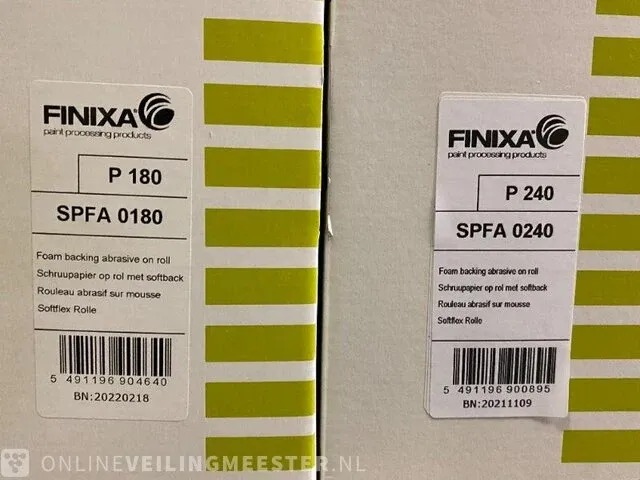 FINIXA
paint processing products
P 180
SPFA 0180
Foam backing abrasive on roll
Schruupapier op rol met softback
Rouleau abrasif sur mousse
Softflex Rolle
5 491196 904640
BN:20220218
FINIXA
paint processing products
P 240
SPFA 0240
Foam backing abrasive on roll
Schruupapier op rol met softback
Rouleau abrasif sur mousse
Softflex Rolle
5 491196 900895
BN:20211109
ONLINEVEILINGMEESTER.NL